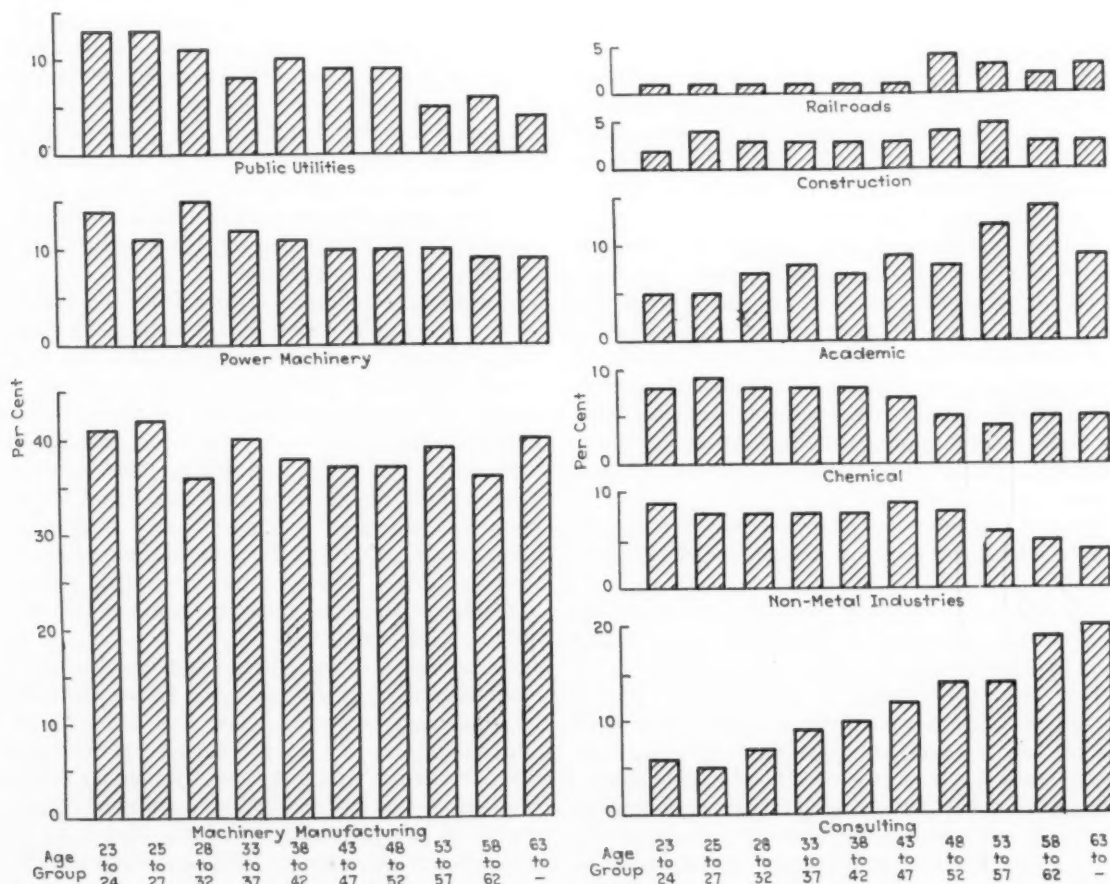 10
0
Public Utilities
10
0
Power Machinery
Per Cent
40
30
20
10
0
Machinery Manufacturing
Age Group
23 to 24
25 to 27
28 to 32
33 to 37
38 to 42
43 to 47
48 to 52
53 to 57
58 to 62
63 to –
5
0
Railroads
5
0
Construction
10
0
Academic
Per Cent
10
0
Chemical
10
0
Non-Metal Industries
20
10
0
Consulting
Age Group
23 to 24
25 to 27
28 to 32
33 to 37
38 to 42
43 to 47
48 to 52
53 to 57
58 to 62
63 to –